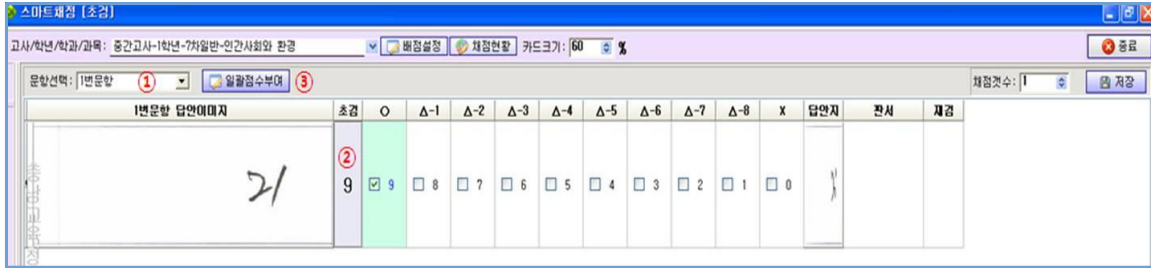 스마트채점 [초검]
고사/학년/학과/과목: 중간고사-1학년-7차일반-인간사회와 환경 배점설정 채점현황 카드크기: 60 % 종료
문항선택: 1번문항 ① 일괄점수부여 ③ 채점갯수: 1 저장
1번문항 답안이미지 초검 O Δ-1 Δ-2 Δ-3 Δ-4 Δ-5 Δ-6 Δ-7 Δ-8 X 답안지 판서 재검
②
21 9 9 8 7 6 5 4 3 2 1 0